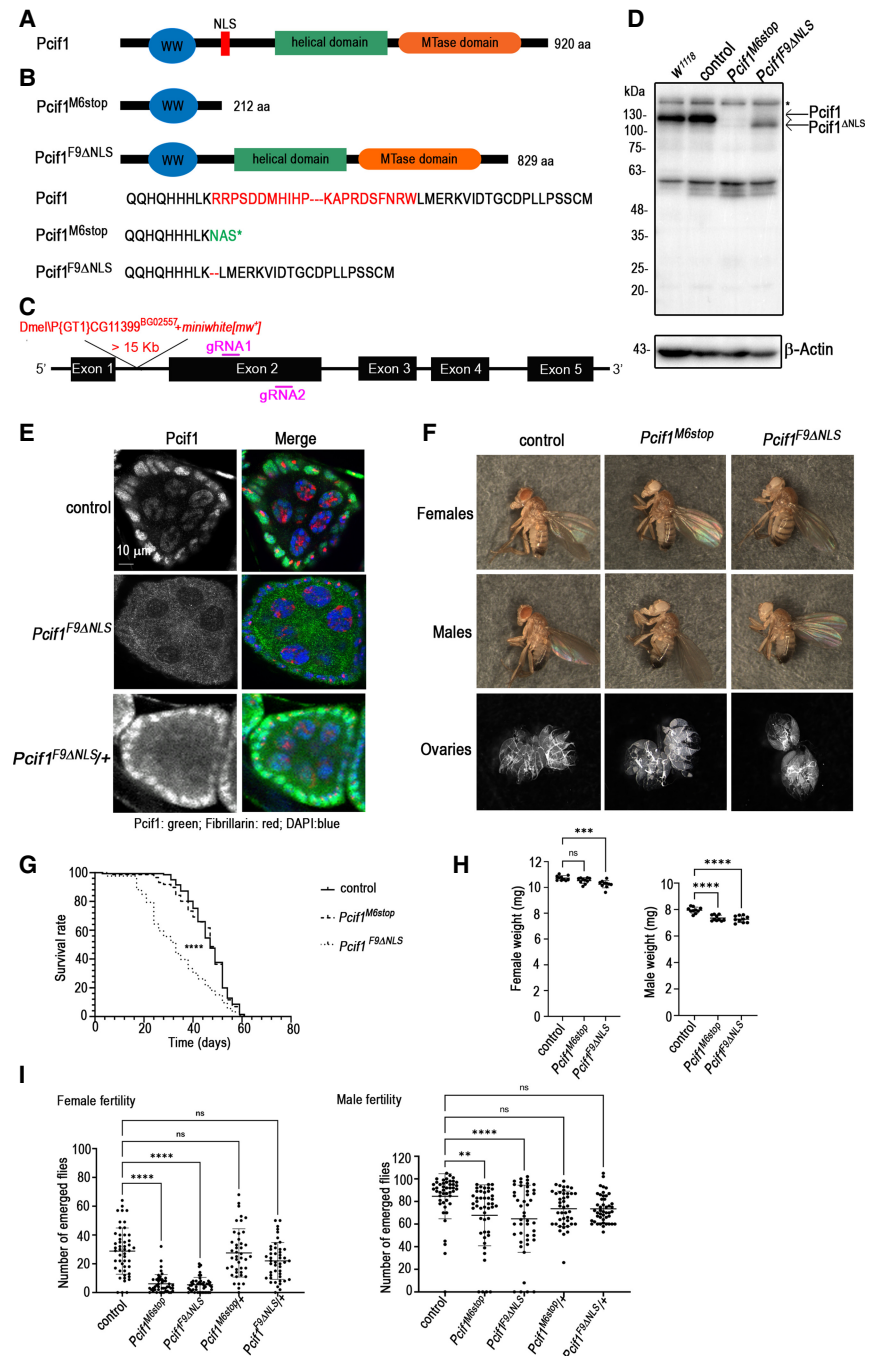 A
NLS
Pcif1
WW
helical domain
MTase domain
920 aa
B
Pcif1M6stop
WW
212 aa
Pcif1F9ΔNLS
WW
helical domain
MTase domain
829 aa
Pcif1
QQHQHHHLKRRPSDDMHIHP---KAPRDSFNRWLMERKVIDTGCDPLLPSSCM
Pcif1M6stop
QQHQHHHLKNAS*
Pcif1F9ΔNLS
QQHQHHHLK--LMERKVIDTGCDPLLPSSCM
C
Dmel\P{GT1}CG11399BG02557+miniwhite[mw+]
> 15 Kb
gRNA1
5'
Exon 1
Exon 2
Exon 3
Exon 4
Exon 5
3'
gRNA2
D
W1118
control
Pcif1M6stop
Pcif1F9ΔNLS
kDa
*
130-
Pcif1
100-
Pcif1ΔNLS
75-
63-
48-
35-
25-
20-
43-
β-Actin
E
Pcif1
Merge
control
10 µm
Pcif1F9ΔNLS
Pcif1F9ΔNLS/+
Pcif1: green; Fibrillarin: red; DAPI:blue
F
control
Pcif1M6stop
Pcif1F9ΔNLS
Females
Males
Ovaries
G
Survival rate
100
80
60
40
20
0
0
20
40
60
80
Time (days)
****
control
Pcif1M6stop
Pcif1 F9ΔNLS
H
Female weight (mg)
12
10
8
6
4
2
0
***
ns
control
Pcif1M6stop
Pcif1F9ΔNLS
Male weight (mg)
10
8
6
4
2
0
****
****
control
Pcif1M6stop
Pcif1F9ΔNLS
I
Female fertility
Number of emerged flies
100
80
60
40
20
0
ns
ns
****
****
control
Pcif1M6stop
Pcif1F9ΔNLS
Pcif1M6stop/+
Pcif1F9ΔNLS/+
Male fertility
Number of emerged flies
120
100
80
60
40
20
0
ns
ns
****
**
control
Pcif1M6stop
Pcif1F9ΔNLS
Pcif1M6stop/+
Pcif1F9ΔNLS/+